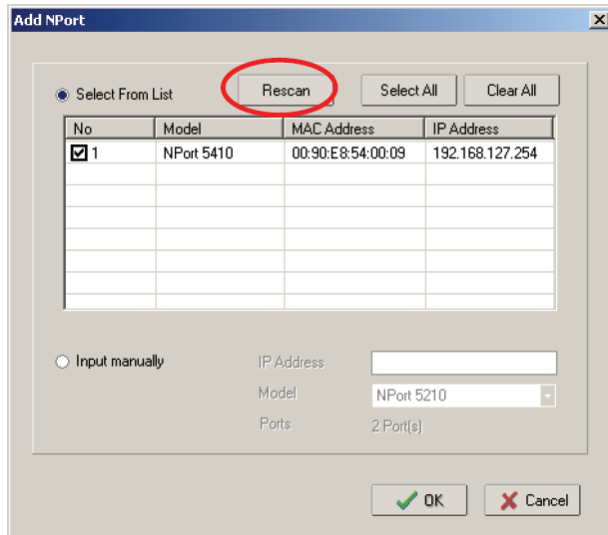 Add NPort
Select From List Rescan Select All Clear All
No Model MAC Address IP Address
1 NPort 5410 00:90:E8:54:00:09 192.168.127.254
Input manually IP Address
Model NPort 5210
Ports 2 Port(s)
OK Cancel